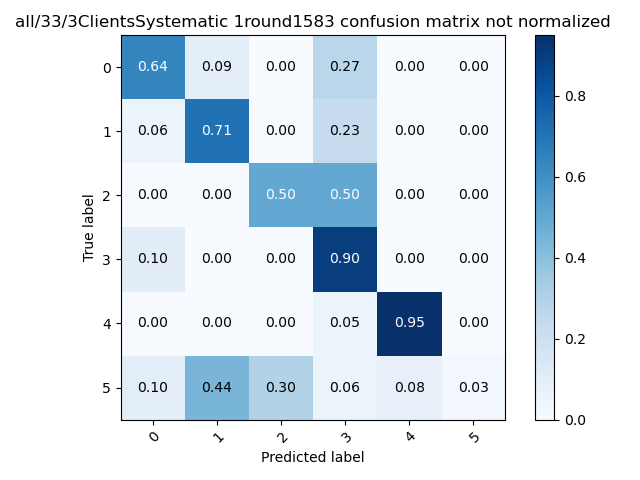 all/33/3ClientsSystematic 1round1583 confusion matrix not normalized
0 0.64 0.09 0.00 0.27 0.00 0.00
1 0.06 0.71 0.00 0.23 0.00 0.00
2 0.00 0.00 0.50 0.50 0.00 0.00
3 0.10 0.00 0.00 0.90 0.00 0.00
4 0.00 0.00 0.00 0.05 0.95 0.00
5 0.10 0.44 0.30 0.06 0.08 0.03
0 1 2 3 4 5
True label
Predicted label
0.8
0.6
0.4
0.2
0.0